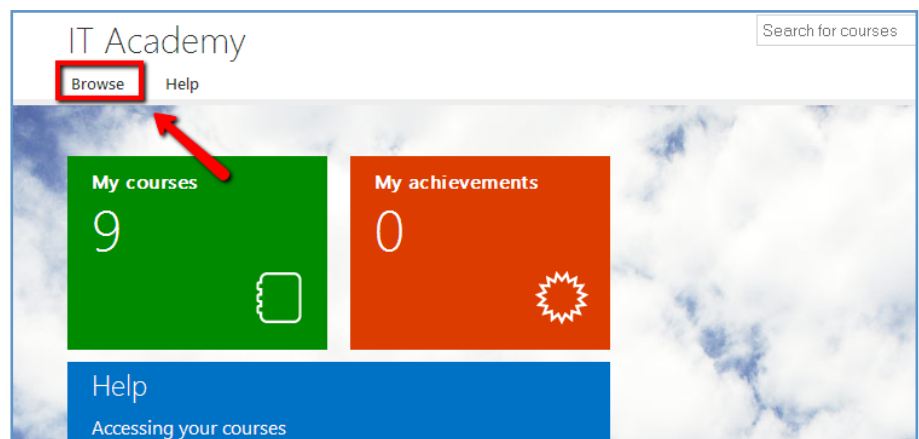 IT Academy
Search for courses
Browse Help
My courses
9
My achievements
0
Help
Accessing your courses